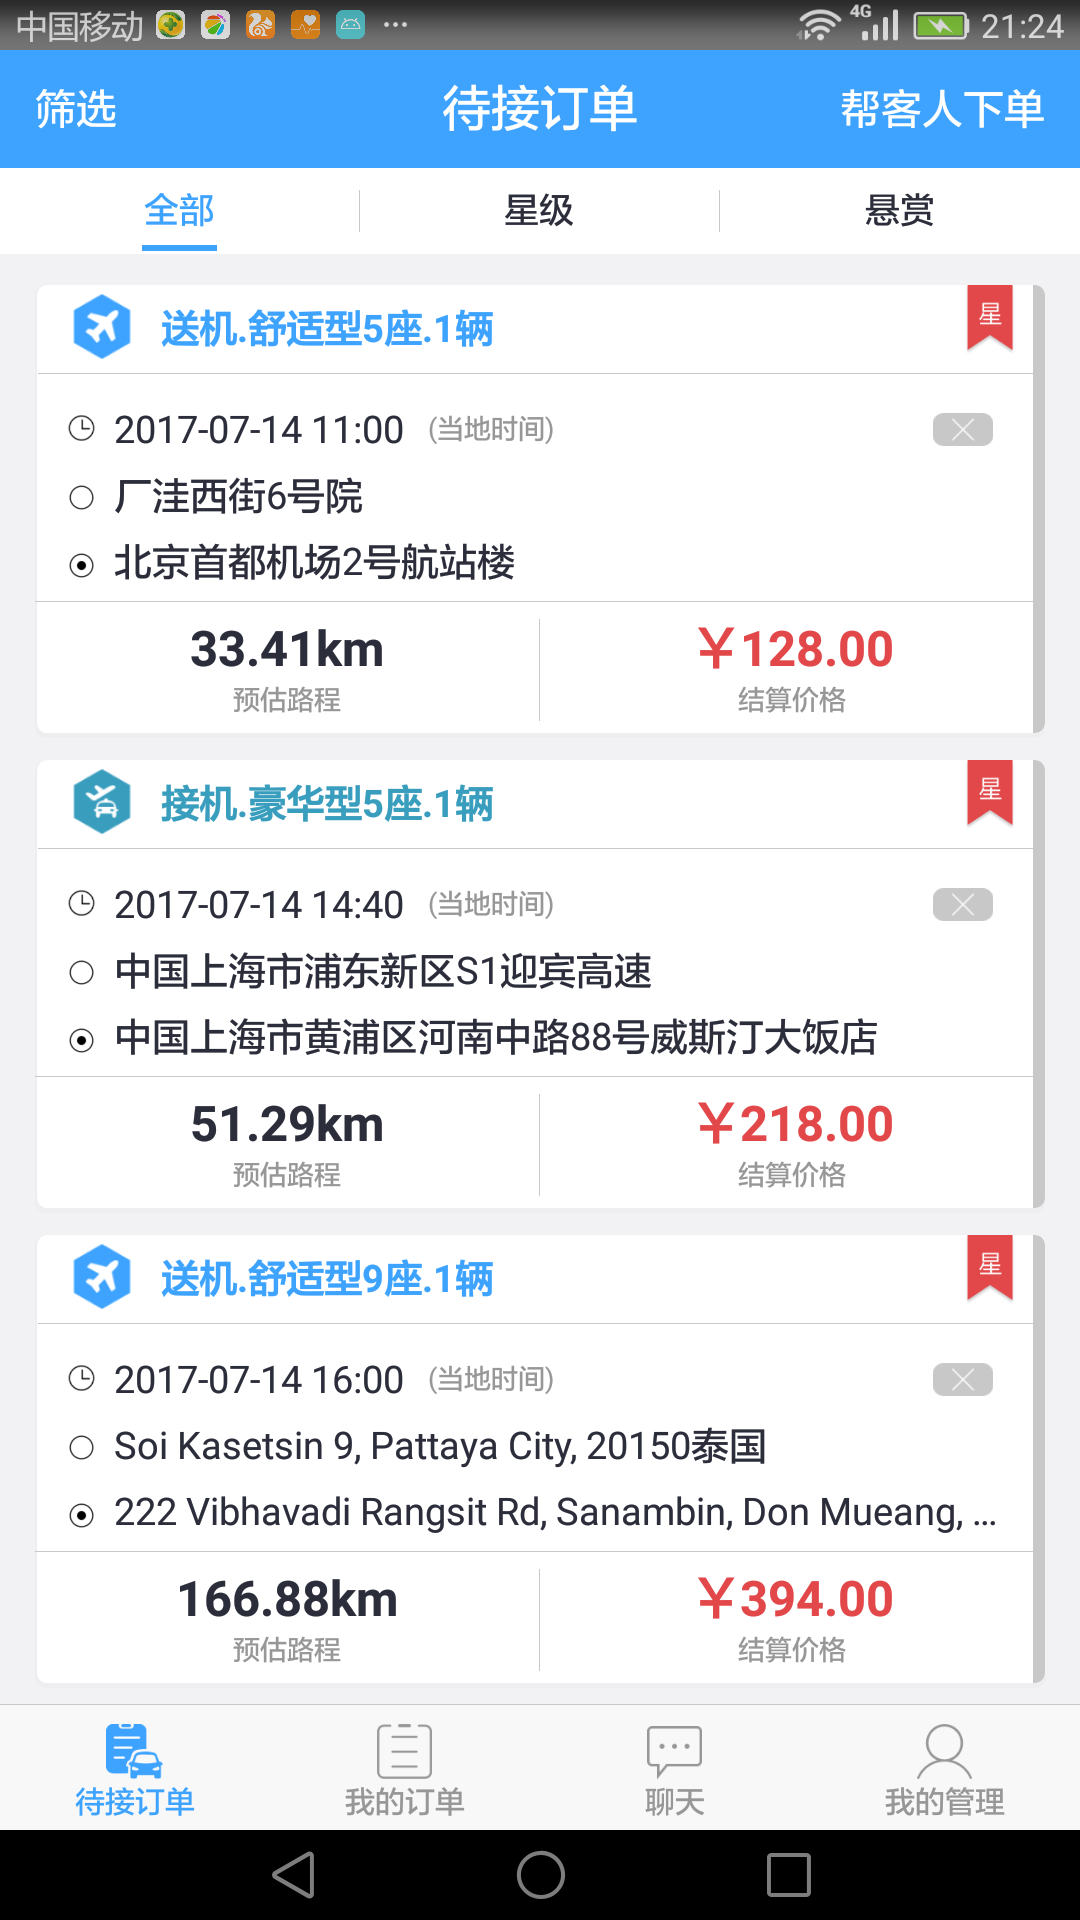 中国移动 ... 4G 21:24
筛选 待接订单 帮客人下单
全部 星级 悬赏
送机.舒适型5座.1辆 星
2017-07-14 11:00 (当地时间)
厂洼西街6号院
北京首都机场2号航站楼
33.41km ￥128.00
预估路程 结算价格
接机.豪华型5座.1辆 星
2017-07-14 14:40 (当地时间)
中国上海市浦东新区S1迎宾高速
中国上海市黄浦区河南中路88号威斯汀大饭店
51.29km ￥218.00
预估路程 结算价格
送机.舒适型9座.1辆 星
2017-07-14 16:00 (当地时间)
Soi Kasetsin 9, Pattaya City, 20150泰国
222 Vibhavadi Rangsit Rd, Sanambin, Don Mueang, ...
166.88km ￥394.00
预估路程 结算价格
待接订单 我的订单 聊天 我的管理